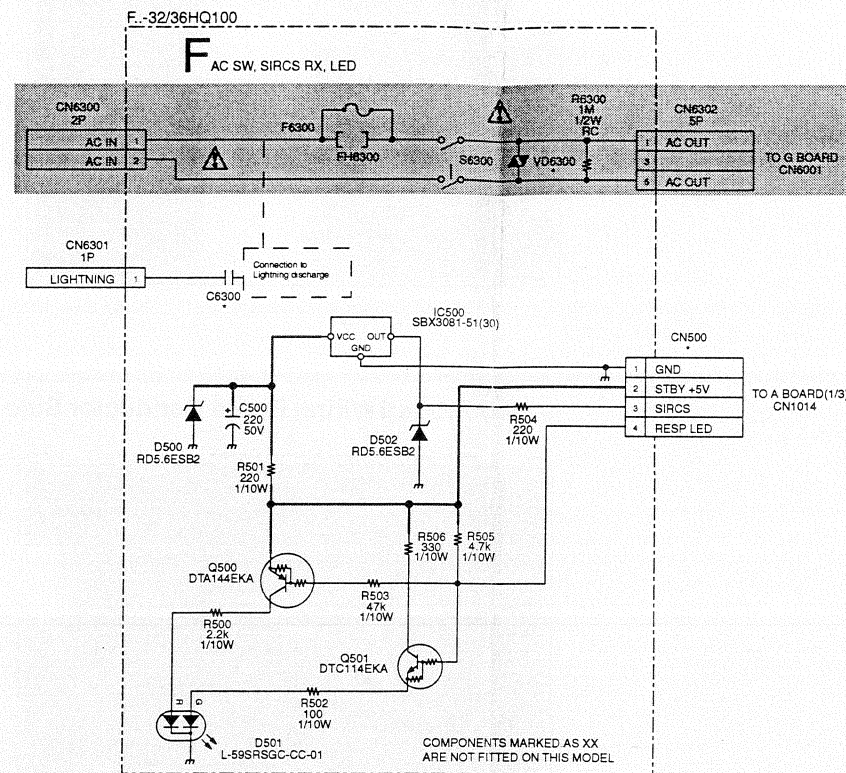 F..-32/36HQ100
F AC SW, SIRCS RX, LED
CN6300
2P
AC IN 1
AC IN 2
F6300
FH6300
S6300
VD6300
*
R6300
1M
1/2W
RC
CN6302
5P
1 AC OUT
3
5 AC OUT
TO G BOARD
CN6001
CN6301
1P
LIGHTNING 1
C6300
*
Connection to
Lightning discharge
IC500
SBX3081-51(30)
VCC OUT
GND
CN500
*
1 GND
2 STBY +5V
3 SIRCS
4 RESP LED
TO A BOARD(1/3)
CN1014
D500
RD5.6ESB2
+
C500
220
50V
R501
220
1/10W
D502
RD5.6ESB2
R504
220
1/10W
R506
330
1/10W
R505
4.7k
1/10W
Q500
DTA144EKA
R503
47k
1/10W
R500
2.2k
1/10W
Q501
DTC114EKA
R502
100
1/10W
R G
D501
L-59SRSGC-CC-01
COMPONENTS MARKED AS XX
ARE NOT FITTED ON THIS MODEL